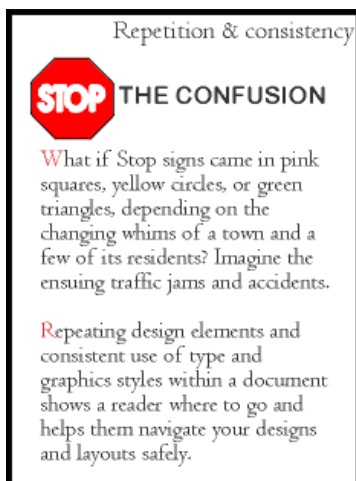 Repetition & consistency
STOP THE CONFUSION
What if Stop signs came in pink
squares, yellow circles, or green
triangles, depending on the
changing whims of a town and a
few of its residents? Imagine the
ensuing traffic jams and accidents.
Repeating design elements and
consistent use of type and
graphics styles within a document
shows a reader where to go and
helps them navigate your designs
and layouts safely.